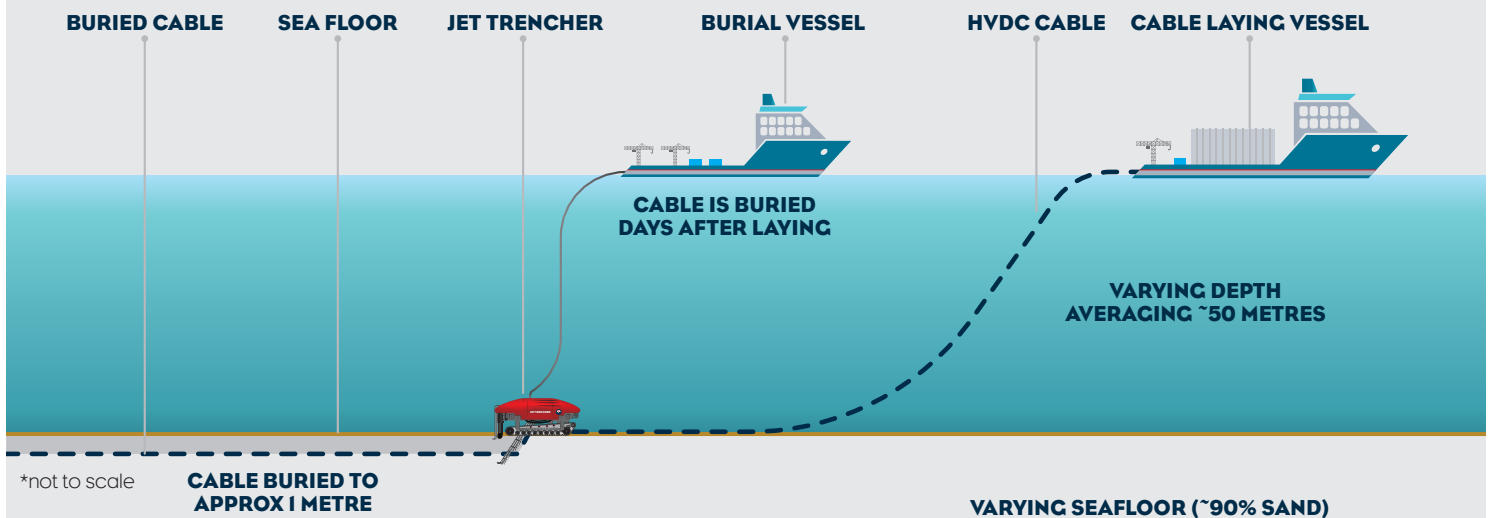 BURIED CABLE
SEA FLOOR
JET TRENCHER
BURIAL VESSEL
HVDC CABLE
CABLE LAYING VESSEL
CABLE IS BURIED
DAYS AFTER LAYING
VARYING DEPTH
AVERAGING ~50 METRES
*not to scale
CABLE BURIED TO
APPROX 1 METRE
VARYING SEAFLOOR (~90% SAND)